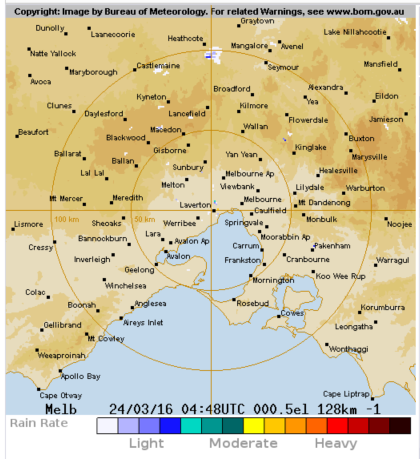 Copyright: Image by Bureau of Meteorology. For related Warnings, see www.bom.gov.au
Graytown
Dunolly
Laanecoorie
Heathcote
Lake Nillahcootie
Mangalore
Avenel
Natte Yallock
Castlemaine
Seymour
Mansfield
Maryborough
Avoca
Broadford
Alexandra
Kyneton
Yea
Eildon
Clunes
Lancefield
Kilmore
Daylesford
Flowerdale
Jamieson
Macedon
Wallan
Beaufort
Blackwood
Buxton
Gisborne
Kinglake
Ballarat
Ballan
Yan Yean
Marysville
Sunbury
Lal Lal
Melbourne Ap
Healesville
Melton
Viewbank
Lilydale
Warburton
Mt Mercer
Meredith
Laverton
Melbourne
Mt Dandenong
Caulfield
100 km
50 km
Monbulk
Lismore
Sheoaks
Werribee
Springvale
Noojee
Lara
Moorabbin Ap
Cressy
Bannockburn
Avalon Ap
Carrum
Pakenham
Inverleigh
Avalon
Frankston
Cranbourne
Warragul
Geelong
Koo Wee Rup
Winchelsea
Mornington
Colac
Boonah
Anglesea
Rosebud
Cowes
Korumburra
Gellibrand
Aireys Inlet
Leongatha
Mt Cowley
Weeaproinah
Wonthaggi
Apollo Bay
Cape Otway
Cape Liptrap
Melb 24/03/16 04:48UTC 000.5el 128km -1
Rain Rate
Light Moderate Heavy